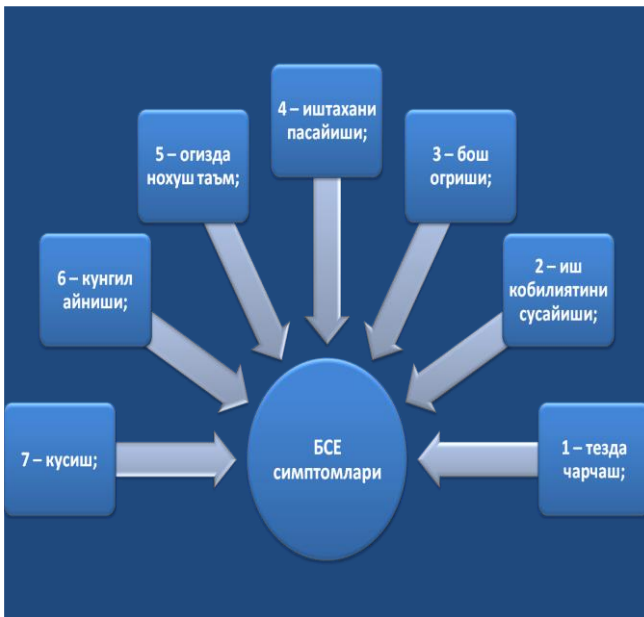 4 – иштахани
пасайиши;
5 – огизда
нохуш таъм;
3 – бош
огриши;
6 – кунгил
айниши;
2 – иш
кобилиятини
сусайиши;
7 – кусиш;
БСЕ
симптомлари
1 – тезда
чарчаш;